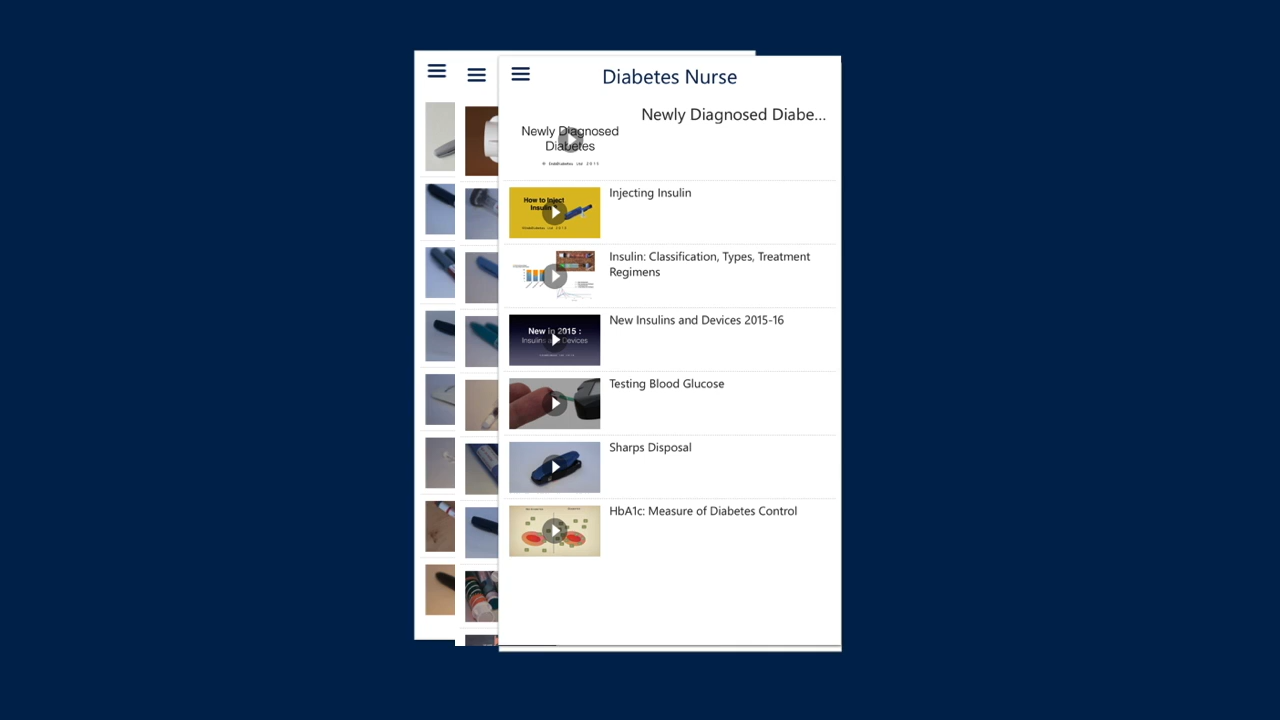 Diabetes Nurse
Newly Diagnosed Diabe...
Newly Diagnosed
Diabetes
Injecting Insulin
How to Inject
Insulin
Insulin: Classification, Types, Treatment
Regimens
New Insulins and Devices 2015-16
New in 2015 :
Insulins and Devices
Testing Blood Glucose
Sharps Disposal
HbA1c: Measure of Diabetes Control